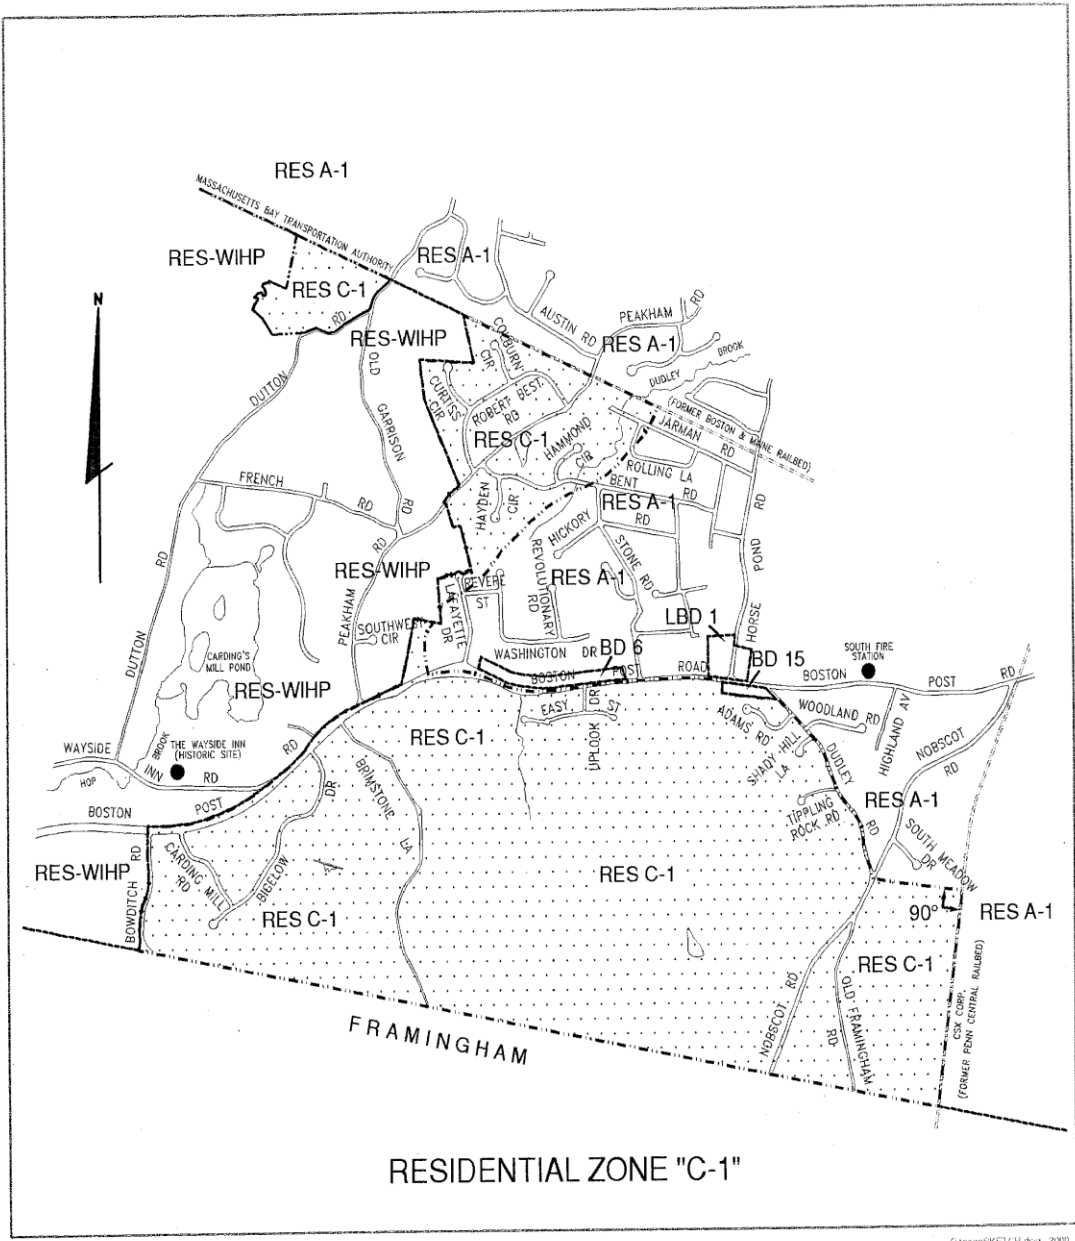 RES A-1
MASSACHUSETTS BAY TRANSPORTATION AUTHORITY
RES-WIHP
RES A-1
RES C-1
N
RD
RES-WIHP
COLBURN
CIR
AUSTIN RD
PEAKHAM
RD
RES A-1
BROOK
DUDLEY
OLD
GARRISON
RD
DUTTON
RD
DUTTON
CURTISS
CIR
ROBERT BEST.
RD
(FORMER BOSTON & MAINE RAILBED)
RES C-1
HAMMOND
CIR
JARMAN
RD
ROLLING LA
FRENCH
RD
BENT
RD
RES A-1
HAYDEN
CIR
HICKORY
RD
HORSE
POND
RD
RD
PEAKHAM
RES-WIHP
REVERE
ST
LAFAYETTE
DR
REVOLUTIONARY
RD
RES A-1
STONE RD
LBD 1
SOUTHWEST
CIR
WASHINGTON
DR
BD 6
SOUTH FIRE
STATION
CARDING'S
MILL POND
RES-WIHP
BOSTON
POST
ROAD
BD 15
BOSTON
POST
RD
EASY
ST
UPLOOK
DR
ADAMS RD
WOODLAND RD
HIGHLAND AV
NOBSCOT
RD
WAYSIDE
INN
RD
BROOK
THE WAYSIDE INN
(HISTORIC SITE)
HOP
RES C-1
SHADY HILL
LA
DUDLEY
RD
BOSTON
POST
RD
BRIMSTONE
LA
TIPPLING
ROCK RD
RES A-1
SOUTH MEADOW
DR
RES-WIHP
BOWDITCH
RD
CARDING MILL
RD
BIGELOW
DR
RES C-1
RES C-1
90°
RES A-1
RES C-1
NOBSCOT
RD
OLD FRAMINGHAM
RD
CSX CORP.
(FORMER PENN CENTRAL RAILBED)
FRAMINGHAM
RESIDENTIAL ZONE "C-1"